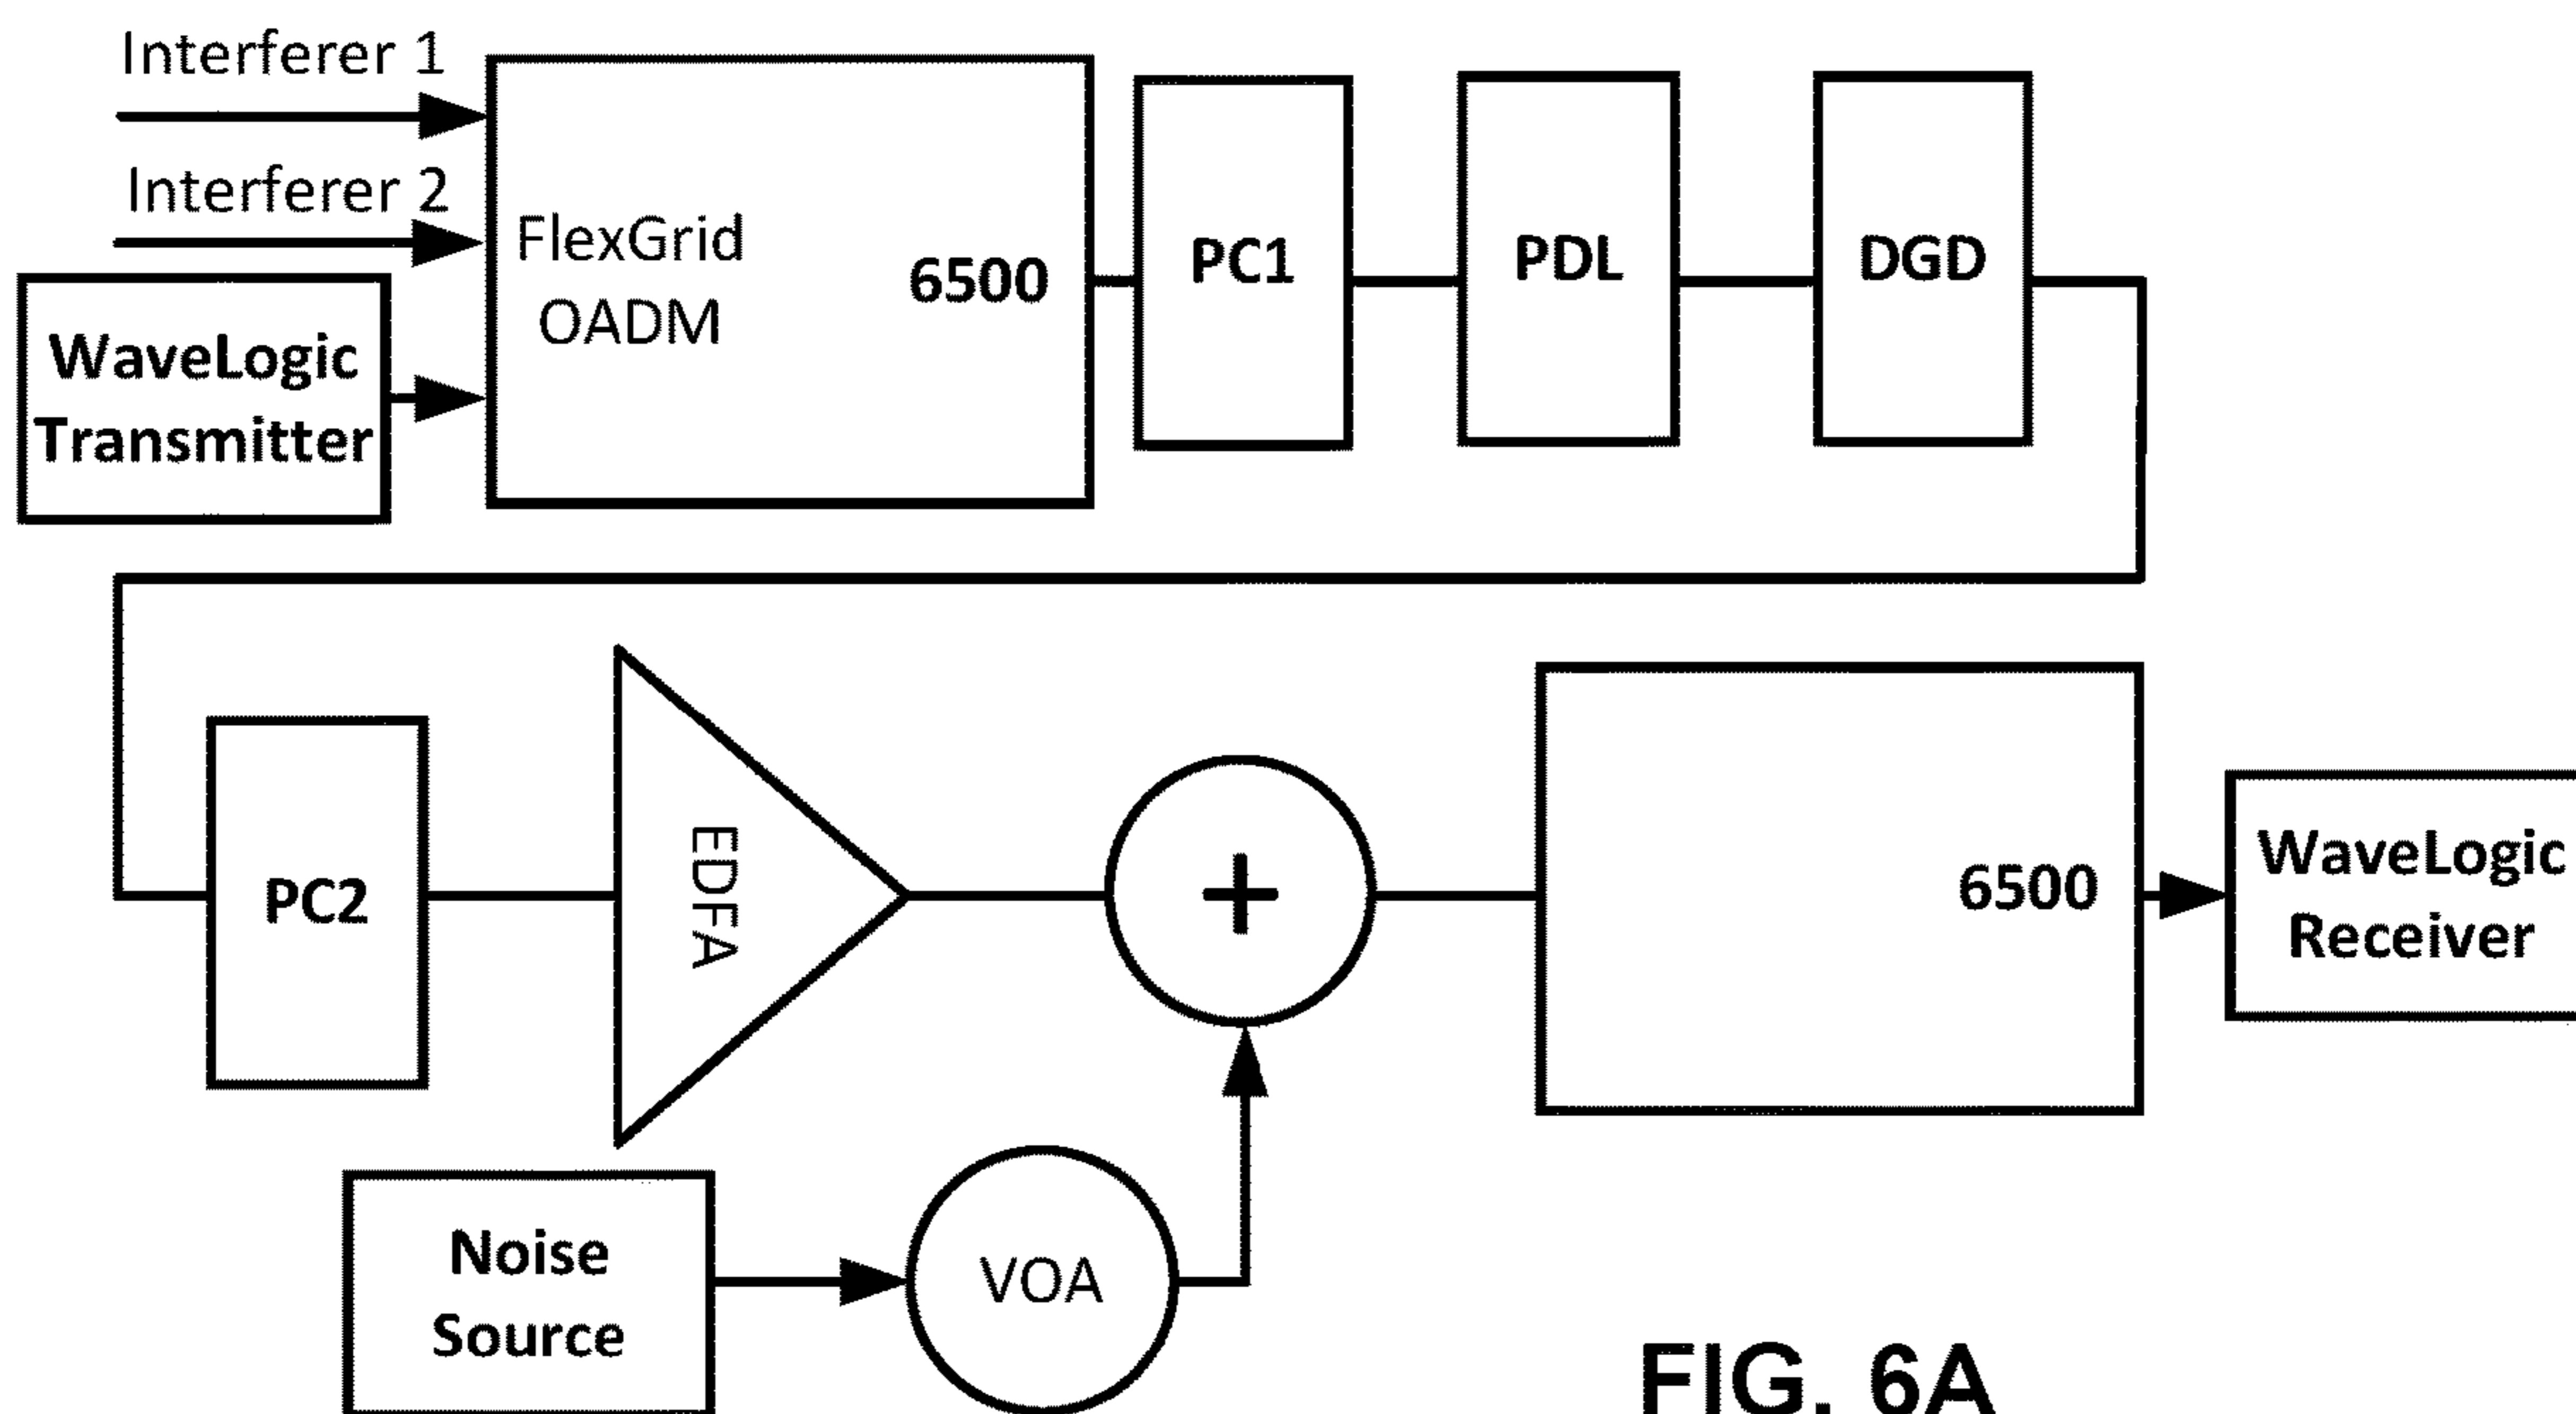 Interferer 1
Interferer 2
WaveLogic
Transmitter
FlexGrid
OADM
6500
PC1
PDL
DGD
PC2
EDFA
+
6500
WaveLogic
Receiver
Noise
Source
VOA
FIG. 6A